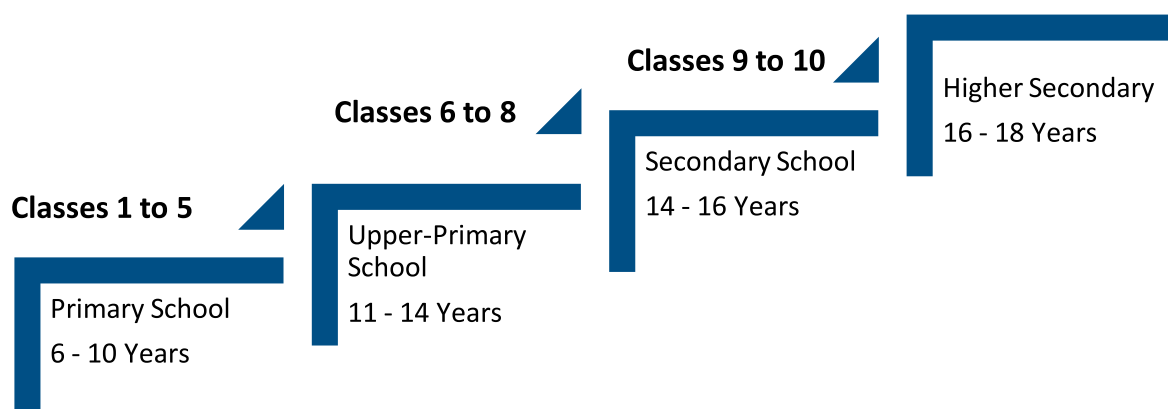 Classes 1 to 5
Primary School
6 - 10 Years
Classes 6 to 8
Upper-Primary
School
11 - 14 Years
Classes 9 to 10
Secondary School
14 - 16 Years
Higher Secondary
16 - 18 Years